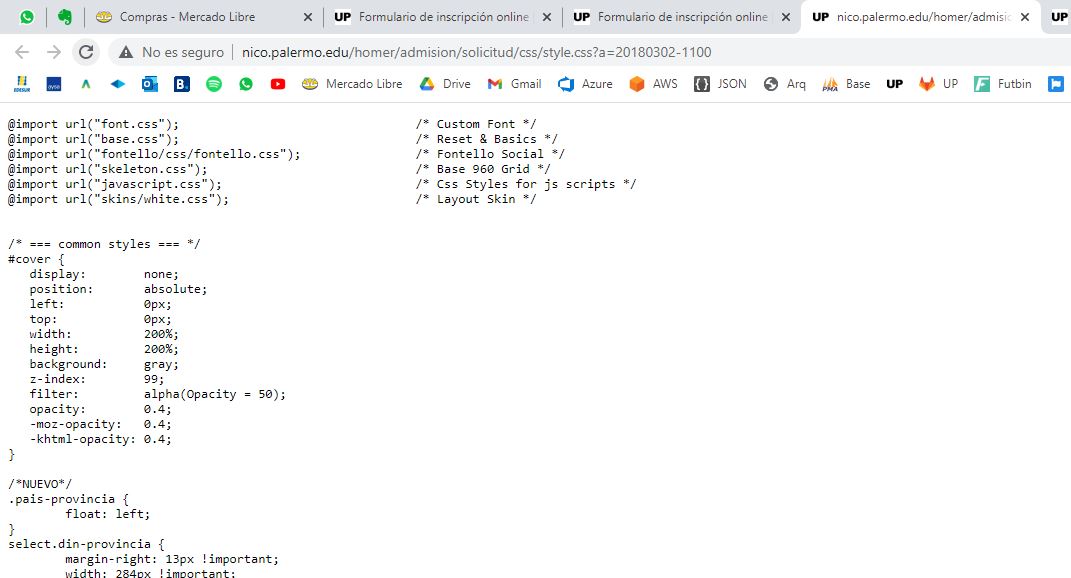 Compras - Mercado Libre
UP Formulario de inscripción online
UP Formulario de inscripción online
UP nico.palermo.edu/homer/admisic
UP
No es seguro nico.palermo.edu/homer/admision/solicitud/css/style.css?a=20180302-1100
EDESUR aysa B. Mercado Libre Drive Gmail Azure AWS {} JSON Arq PMA Base UP UP Futbin
@import url("font.css"); /* Custom Font */
@import url("base.css"); /* Reset & Basics */
@import url("fontello/css/fontello.css"); /* Fontello Social */
@import url("skeleton.css"); /* Base 960 Grid */
@import url("javascript.css"); /* Css Styles for js scripts */
@import url("skins/white.css"); /* Layout Skin */
/* === common styles === */
#cover {
display: none;
position: absolute;
left: 0px;
top: 0px;
width: 200%;
height: 200%;
background: gray;
z-index: 99;
filter: alpha(Opacity = 50);
opacity: 0.4;
-moz-opacity: 0.4;
-khtml-opacity: 0.4;
}
/*NUEVO*/
.pais-provincia {
float: left;
}
select.din-provincia {
margin-right: 13px !important;
width: 284px !important;